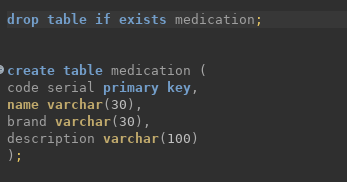 drop table if exists medication;
create table medication (
code serial primary key,
name varchar(30),
brand varchar(30),
description varchar(100)
);